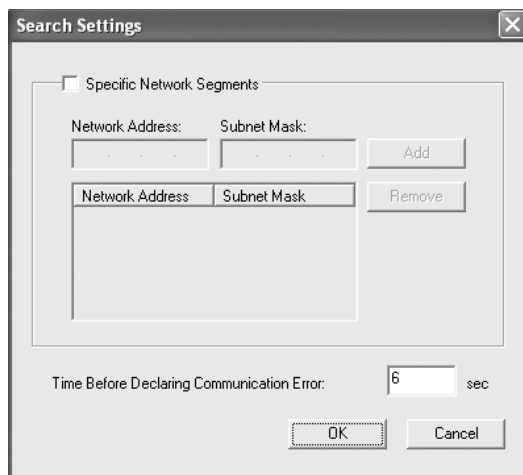 Search Settings
Specific Network Segments
Network Address: Subnet Mask:
. . . . . . Add
Network Address Subnet Mask Remove
Time Before Declaring Communication Error: 6 sec
OK Cancel